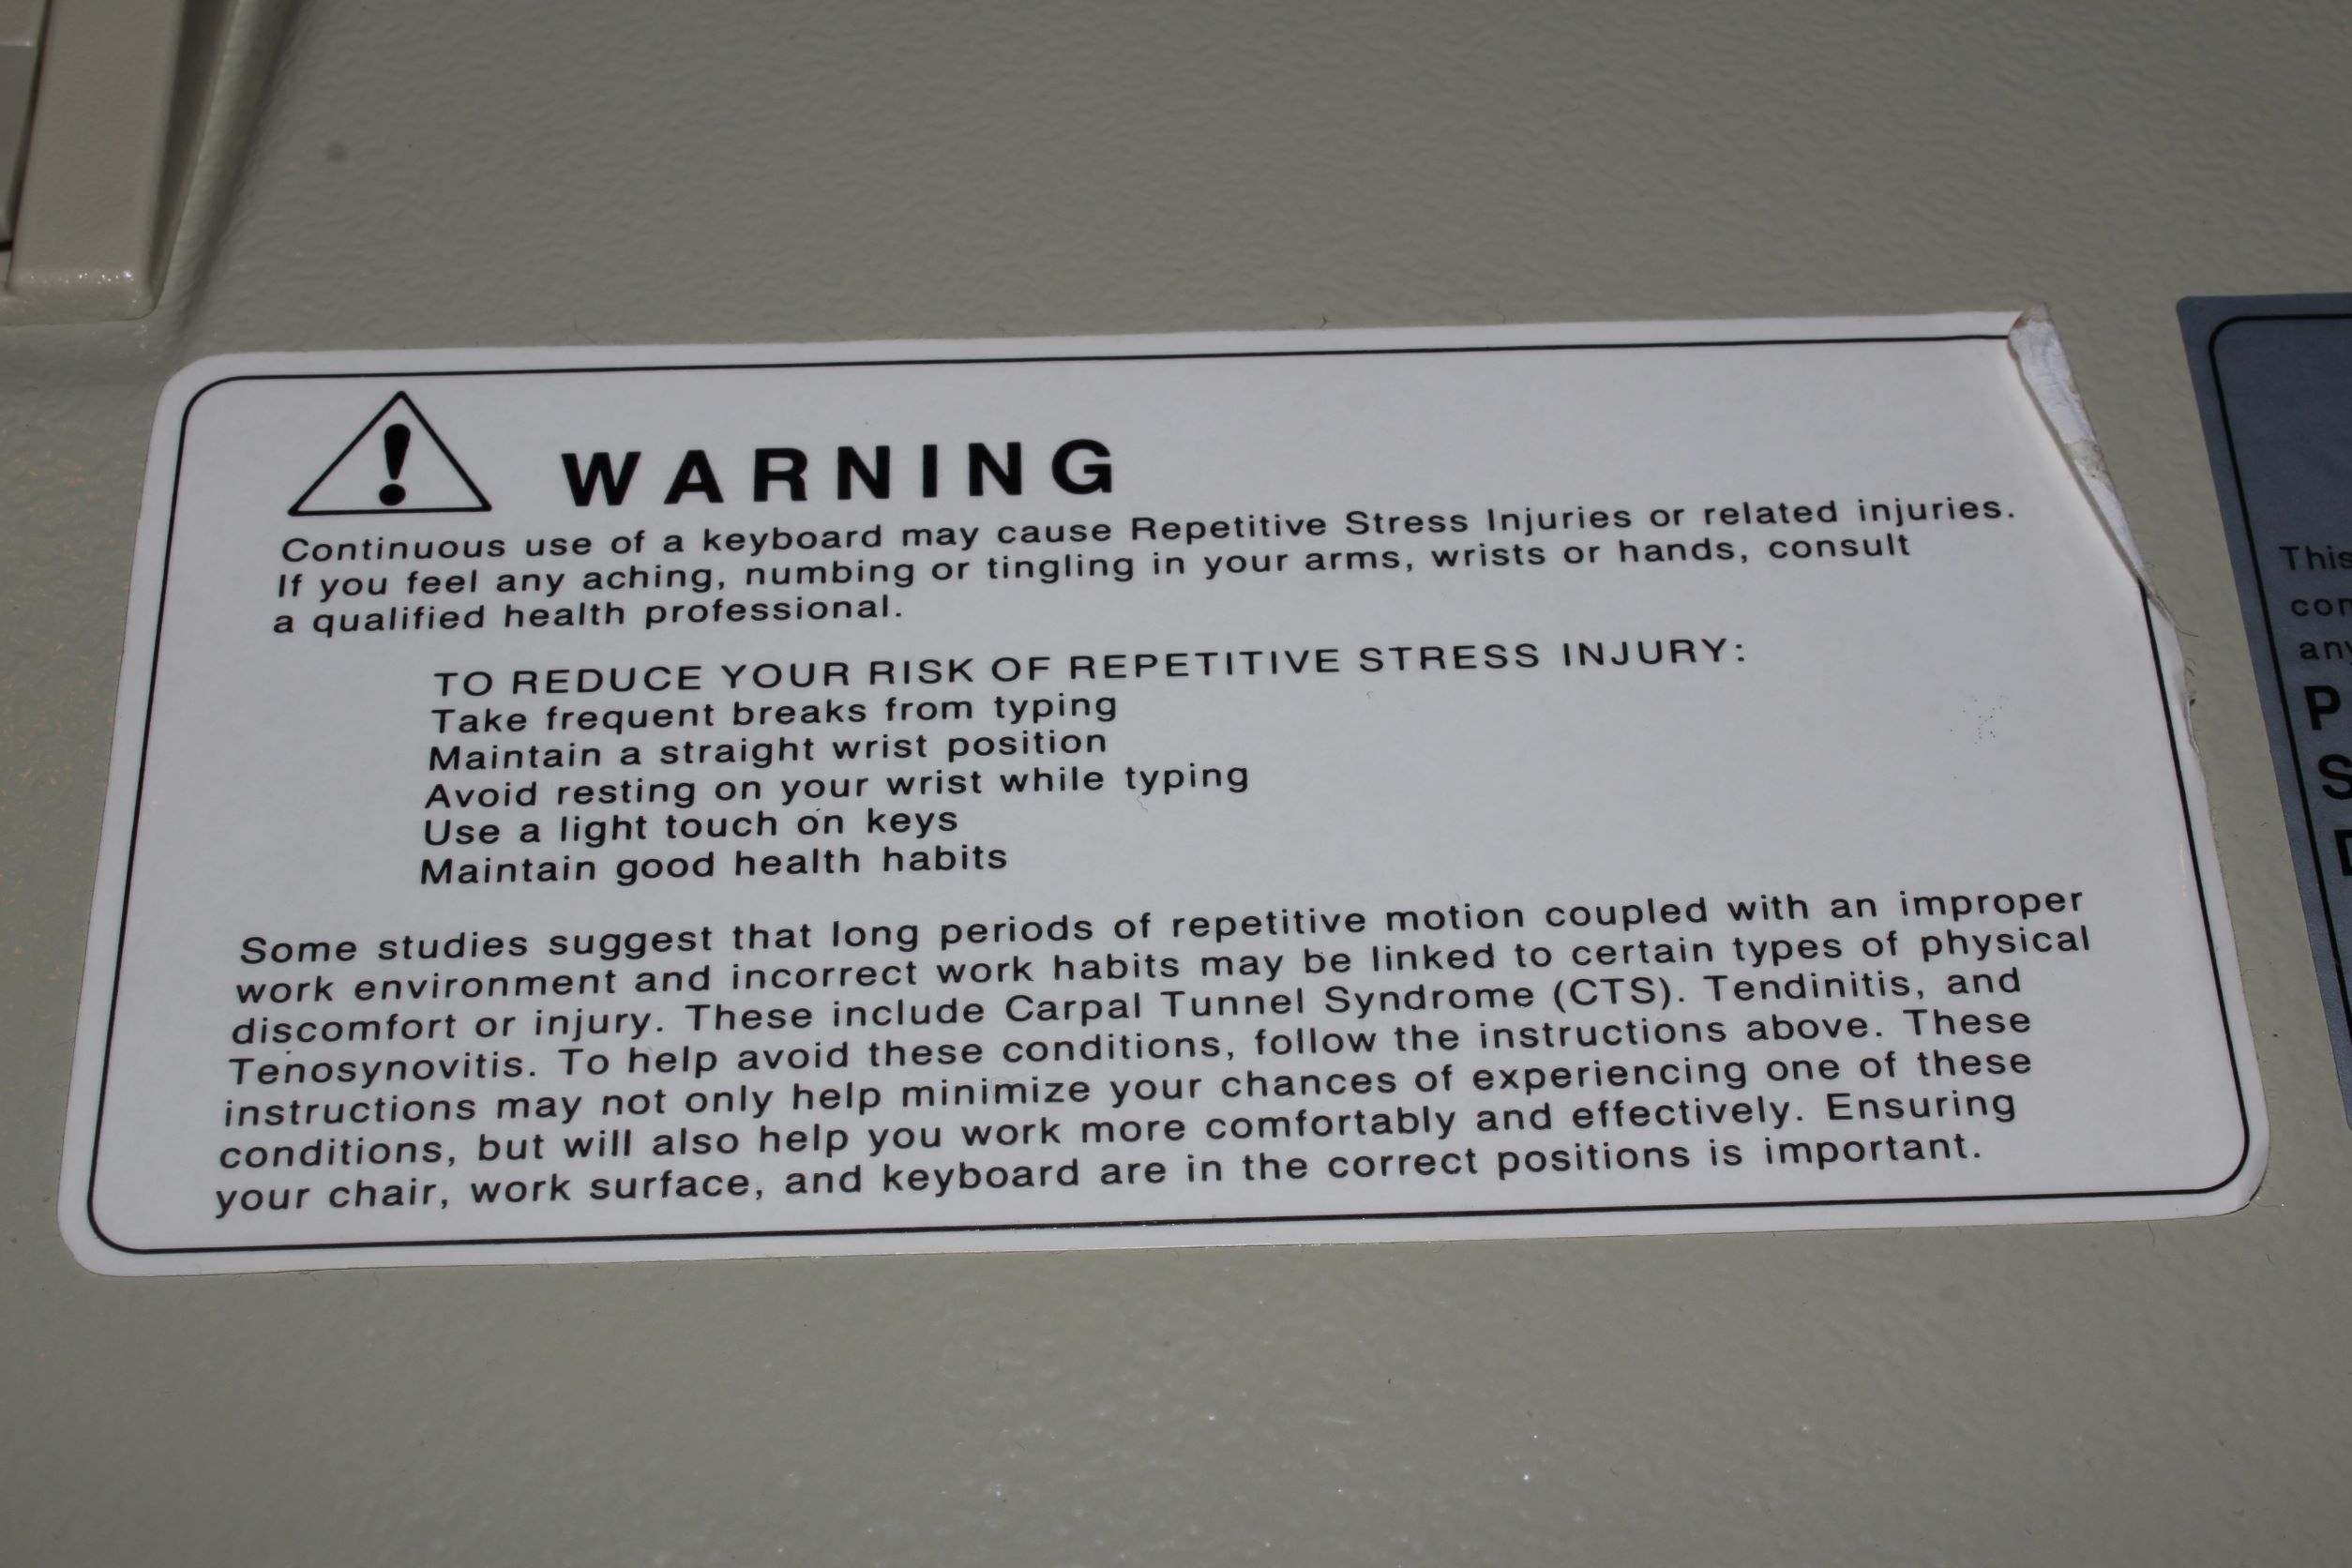 WARNING
Continuous use of a keyboard may cause Repetitive Stress Injuries or related injuries.
If you feel any aching, numbing or tingling in your arms, wrists or hands, consult
a qualified health professional.
TO REDUCE YOUR RISK OF REPETITIVE STRESS INJURY:
Take frequent breaks from typing
Maintain a straight wrist position
Avoid resting on your wrist while typing
Use a light touch on keys
Maintain good health habits
Some studies suggest that long periods of repetitive motion coupled with an improper
work environment and incorrect work habits may be linked to certain types of physical
discomfort or injury. These include Carpal Tunnel Syndrome (CTS). Tendinitis, and
Tenosynovitis. To help avoid these conditions, follow the instructions above. These
instructions may not only help minimize your chances of experiencing one of these
conditions, but will also help you work more comfortably and effectively. Ensuring
your chair, work surface, and keyboard are in the correct positions is important.
This